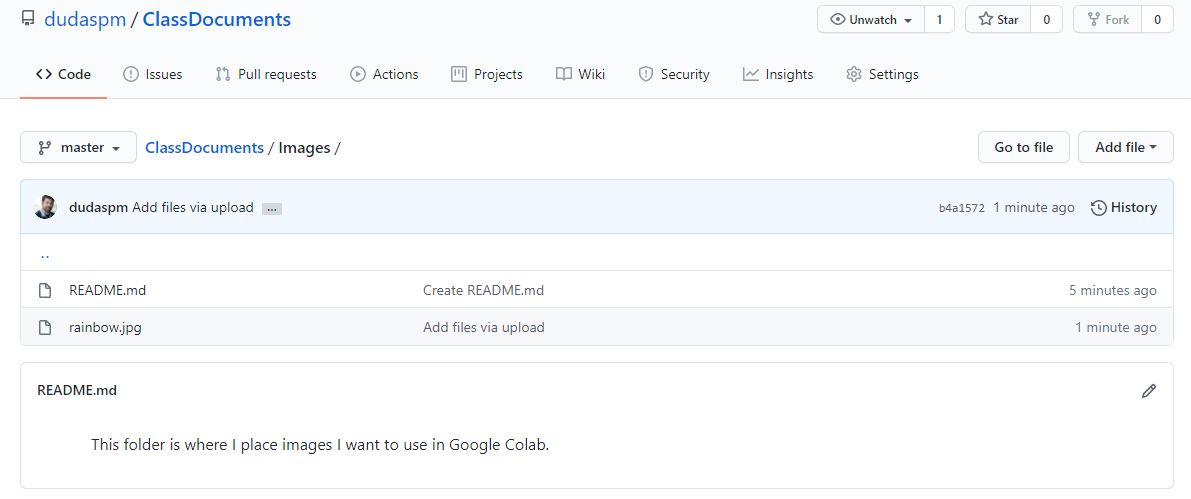 dudaspm / ClassDocuments
Unwatch 1 Star 0 Fork 0
Code Issues Pull requests Actions Projects Wiki Security Insights Settings
master ClassDocuments / Images / Go to file Add file
dudaspm Add files via upload ... b4a1572 1 minute ago History
..
README.md Create README.md 5 minutes ago
rainbow.jpg Add files via upload 1 minute ago
README.md
This folder is where I place images I want to use in Google Colab.